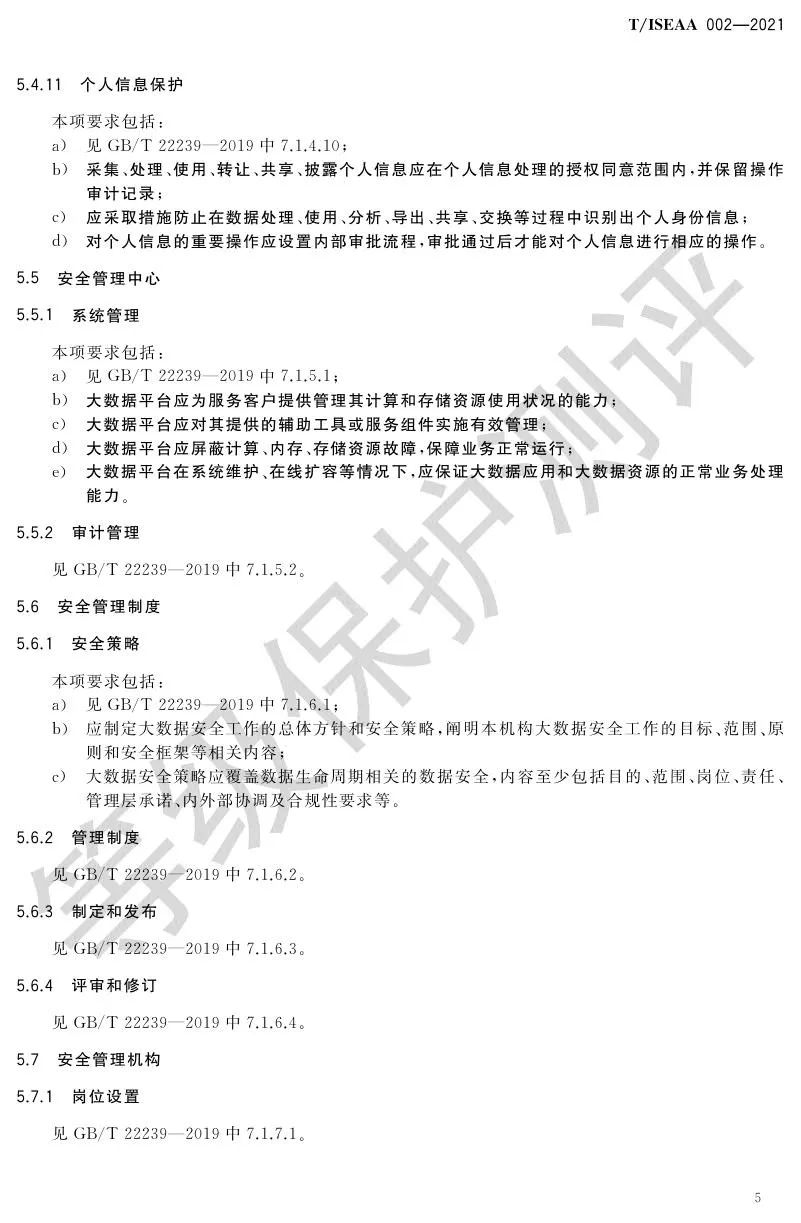 T/ISEAA 002—2021
5.4.11 个人信息保护
本项要求包括：
a） 见 GB/T 22239—2019 中 7.1.4.10；
b） 采集、处理、使用、转让、共享、披露个人信息应在个人信息处理的授权同意范围内，并保留操作
审计记录；
c） 应采取措施防止在数据处理、使用、分析、导出、共享、交换等过程中识别出个人身份信息；
d） 对个人信息的重要操作应设置内部审批流程，审批通过后才能对个人信息进行相应的操作。
5.5 安全管理中心
5.5.1 系统管理
本项要求包括：
a） 见 GB/T 22239—2019 中 7.1.5.1；
b） 大数据平台应为服务客户提供管理其计算和存储资源使用状况的能力；
c） 大数据平台应对其提供的辅助工具或服务组件实施有效管理；
d） 大数据平台应屏蔽计算、内存、存储资源故障，保障业务正常运行；
e） 大数据平台在系统维护、在线扩容等情况下，应保证大数据应用和大数据资源的正常业务处理
能力。
5.5.2 审计管理
见 GB/T 22239—2019 中 7.1.5.2。
5.6 安全管理制度
5.6.1 安全策略
本项要求包括：
a） 见 GB/T 22239—2019 中 7.1.6.1；
b） 应制定大数据安全工作的总体方针和安全策略，阐明本机构大数据安全工作的目标、范围、原
则和安全框架等相关内容；
c） 大数据安全策略应覆盖数据生命周期相关的数据安全，内容至少包括目的、范围、岗位、责任、
管理层承诺、内外部协调及合规性要求等。
5.6.2 管理制度
见 GB/T 22239—2019 中 7.1.6.2。
5.6.3 制定和发布
见 GB/T 22239—2019 中 7.1.6.3。
5.6.4 评审和修订
见 GB/T 22239—2019 中 7.1.6.4。
5.7 安全管理机构
5.7.1 岗位设置
见 GB/T 22239—2019 中 7.1.7.1。
5
等级保护测评